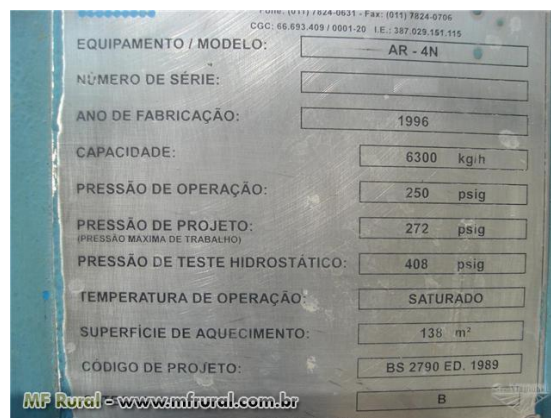 Fone: (011) 7824-0631 - Fax: (011) 7824-0706
CGC: 66.693.409 / 0001-20 I.E.: 387.029.151.115
EQUIPAMENTO / MODELO: AR - 4N
NÚMERO DE SÉRIE:
ANO DE FABRICAÇÃO: 1996
CAPACIDADE: 6300 kg/h
PRESSÃO DE OPERAÇÃO: 250 psig
PRESSÃO DE PROJETO: 272 psig
(PRESSÃO MAXIMA DE TRABALHO)
PRESSÃO DE TESTE HIDROSTÁTICO: 408 psig
TEMPERATURA DE OPERAÇÃO: SATURADO
SUPERFÍCIE DE AQUECIMENTO: 138 m²
CÓDIGO DE PROJETO: BS 2790 ED. 1989
B
MF Rural - www.mfrural.com.br